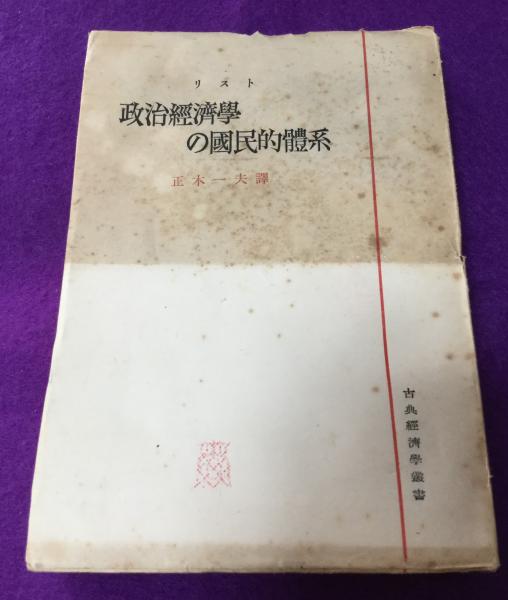 リスト
政治經濟學
の國民的體系
正木一夫譯
古典經濟學叢書